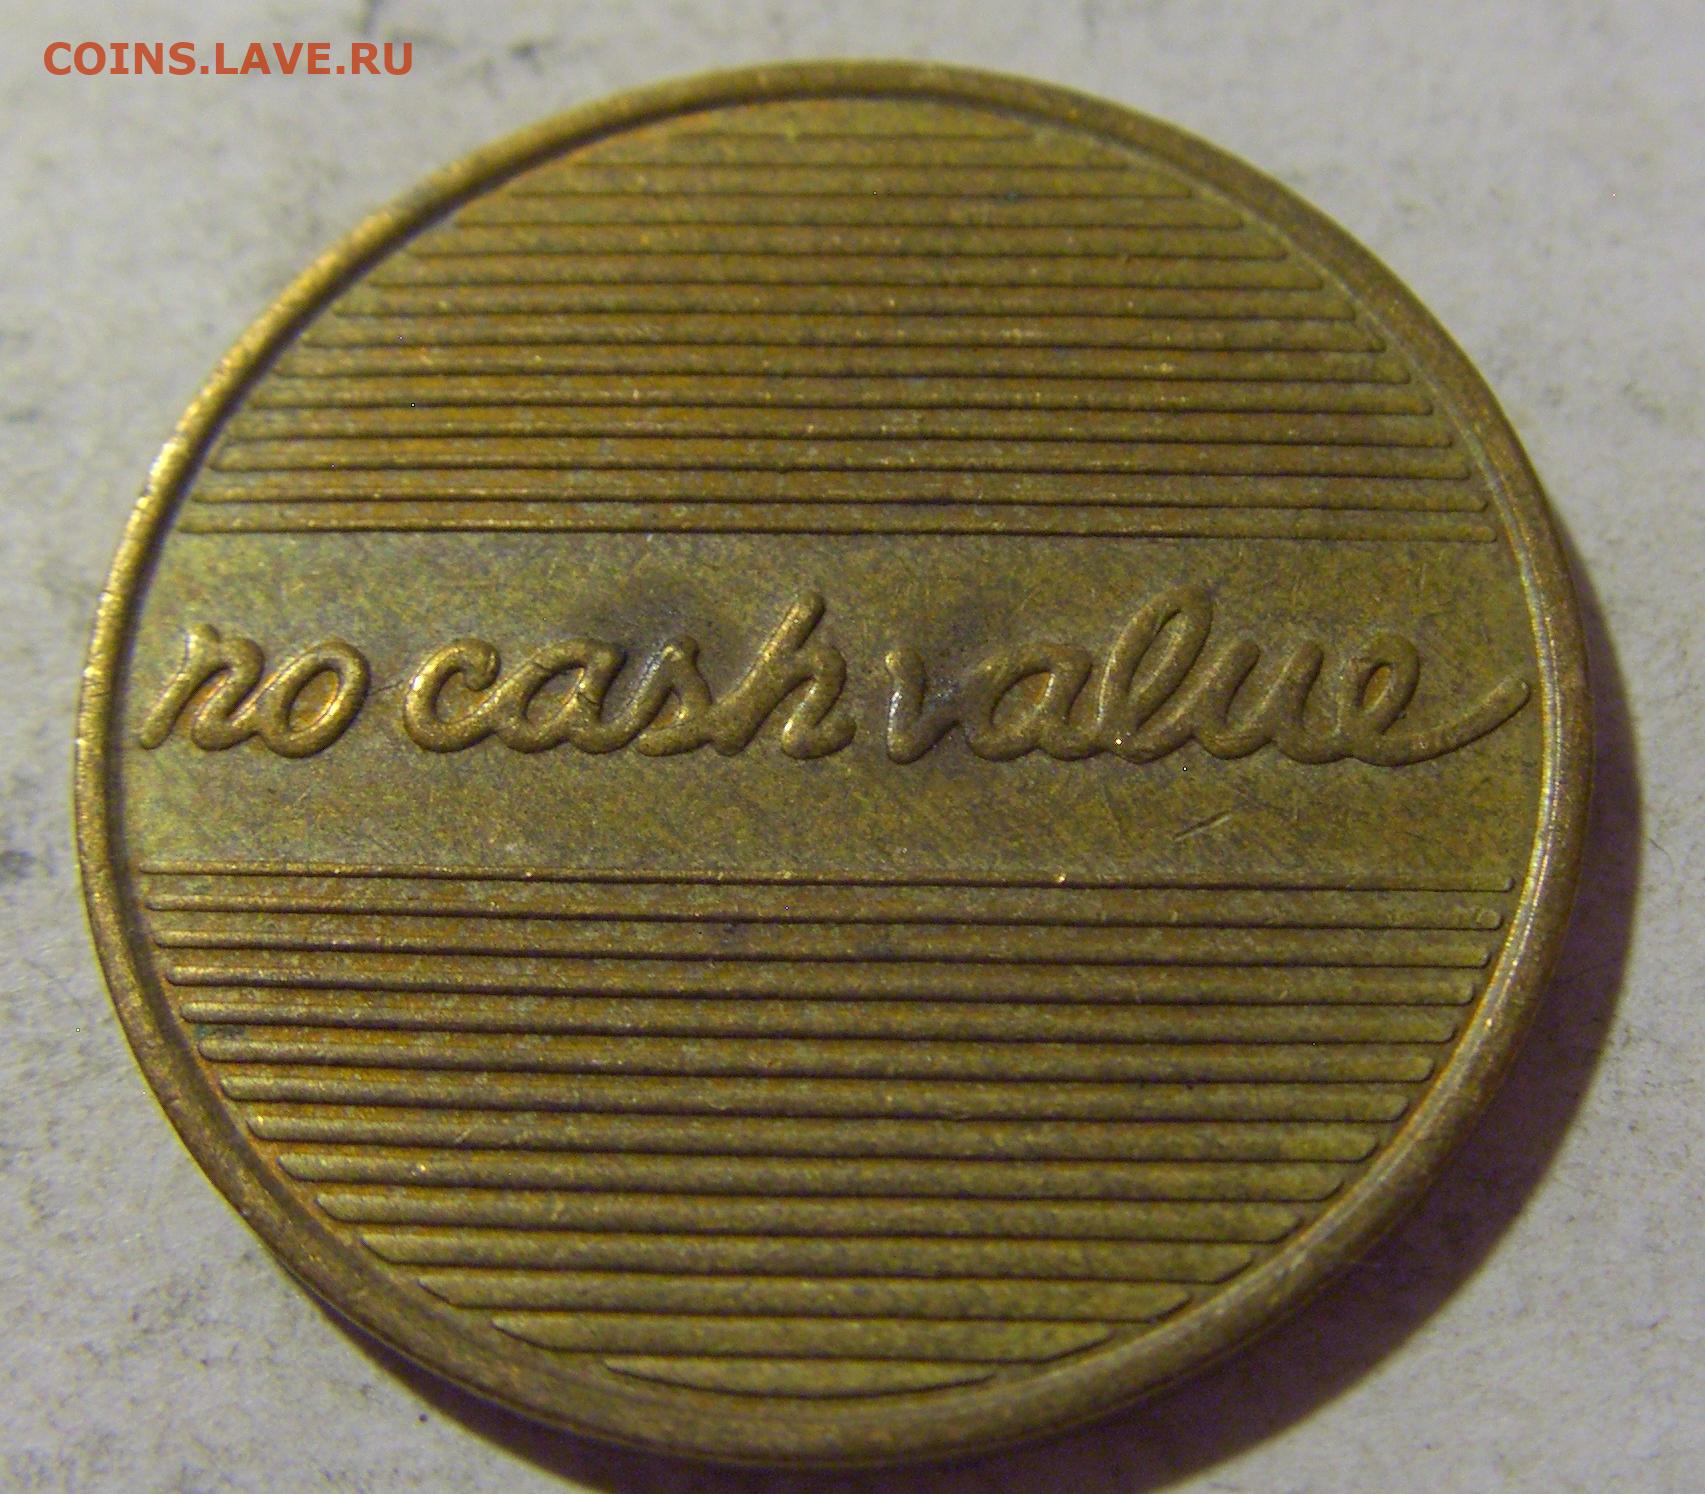 COINS.LAVE.RU
no cash value